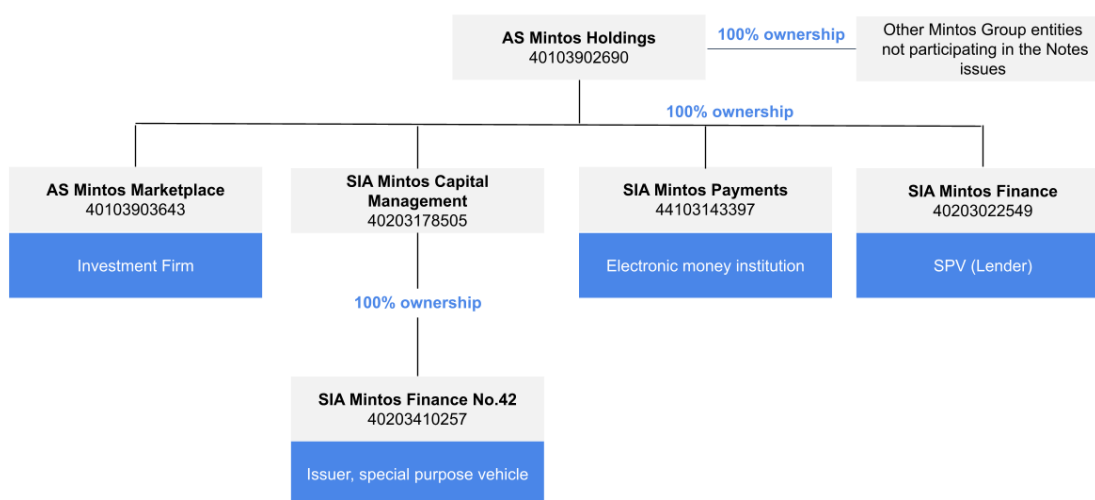 AS Mintos Holdings
40103902690
100% ownership
Other Mintos Group entities
not participating in the Notes
issues
100% ownership
AS Mintos Marketplace
40103903643
Investment Firm
SIA Mintos Capital
Management
40203178505
SIA Mintos Payments
44103143397
Electronic money institution
SIA Mintos Finance
40203022549
SPV (Lender)
100% ownership
SIA Mintos Finance No.42
40203410257
Issuer, special purpose vehicle